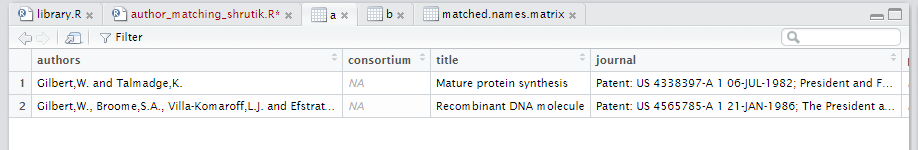 library.R author_matching_shrutik.R* a b matched.names.matrix
Filter
authors consortium title journal
1 Gilbert,W. and Talmadge,K. NA Mature protein synthesis Patent: US 4338397-A 1 06-JUL-1982; President and F...
2 Gilbert,W., Broome,S.A., Villa-Komaroff,L.J. and Efstrat... NA Recombinant DNA molecule Patent: US 4565785-A 1 21-JAN-1986; The President a...